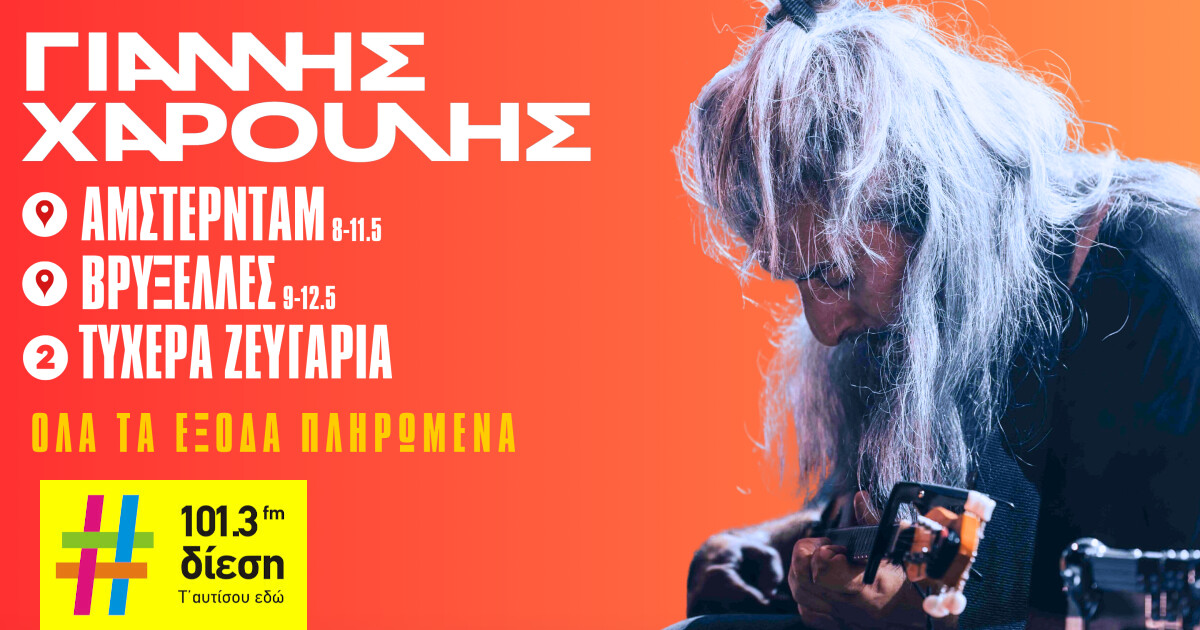 ΓΙΑΝΝΗΣ
ΧΑΡΟΥΛΗΣ
ΑΜΣΤΕΡΝΤΑΜ 8-11.5
ΒΡΥΞΕΛΛΕΣ 9-12.5
2 ΤΥΧΕΡΑ ΖΕΥΓΑΡΙΑ
ΟΛΑ ΤΑ ΕΞΟΔΑ ΠΛΗΡΩΜΕΝΑ
101.3 fm
δίεση
Τ'αυτίσου εδώ